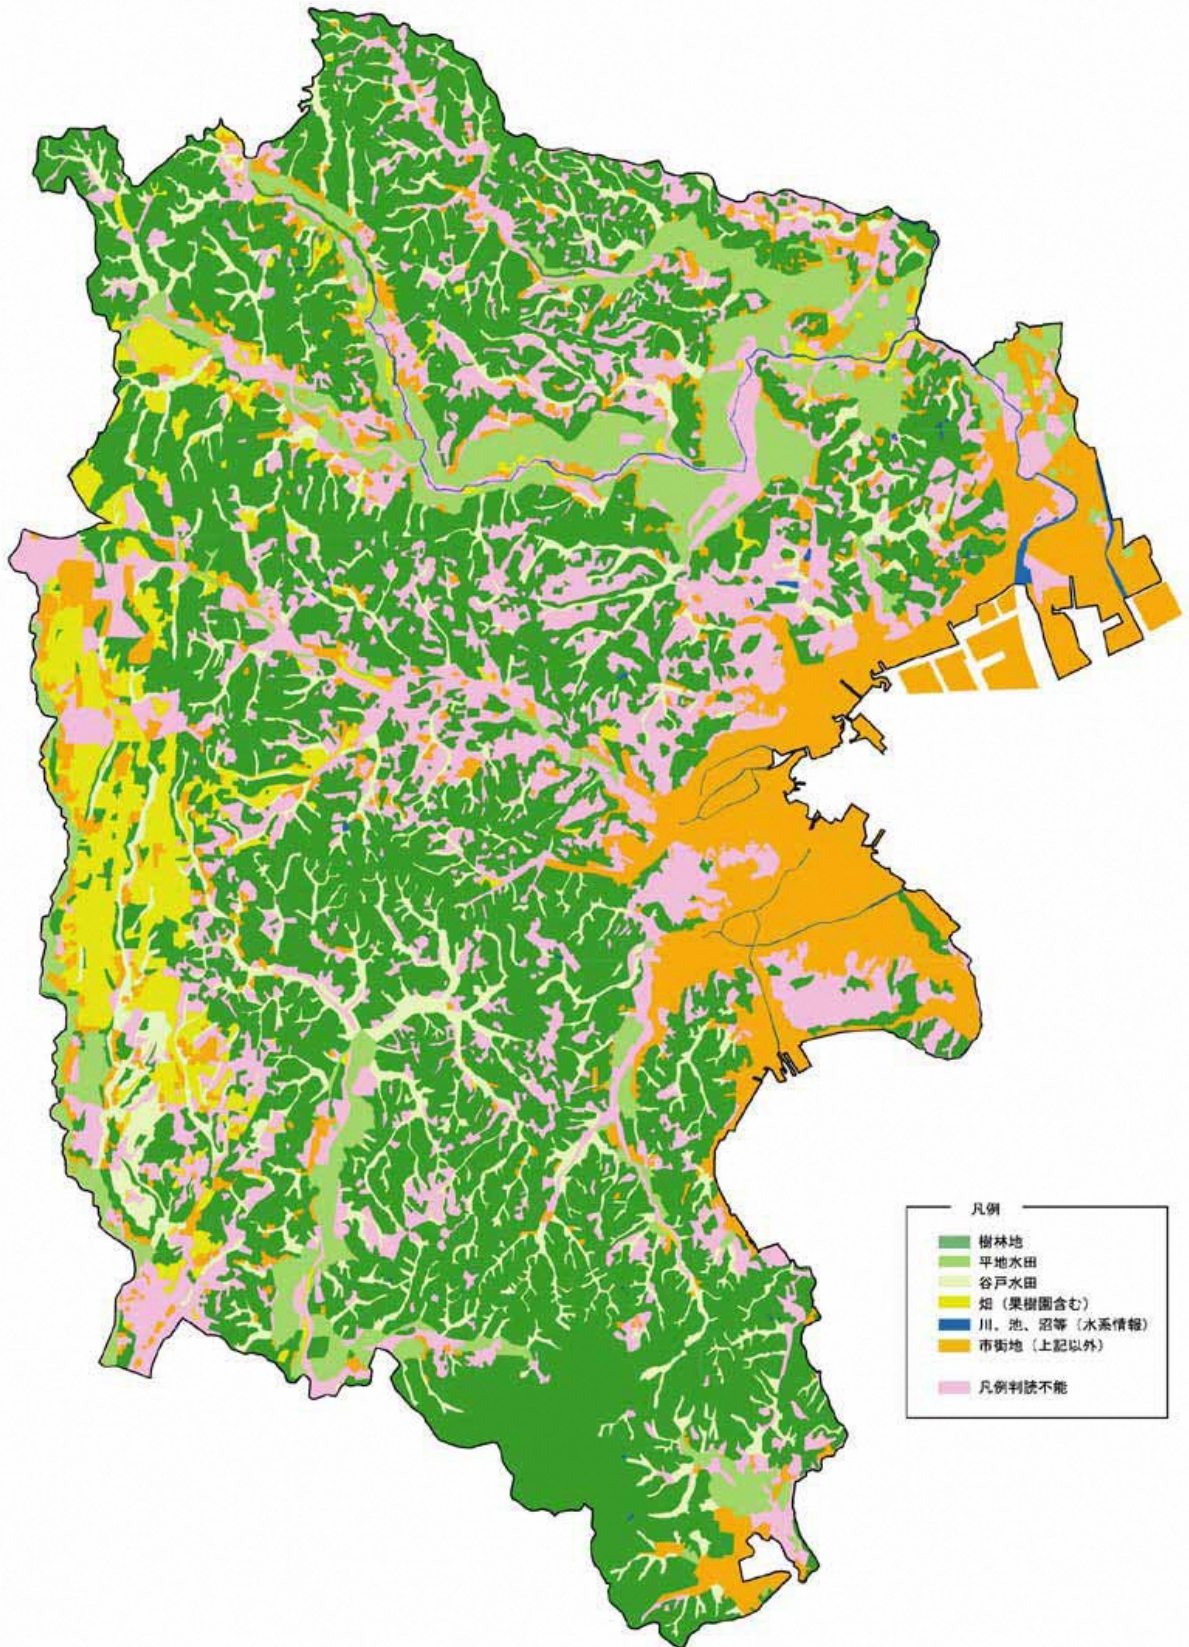 凡例
樹林地
平地水田
谷戸水田
畑（果樹園含む）
川、池、沼等（水系情報）
市街地（上記以外）
凡例判読不能